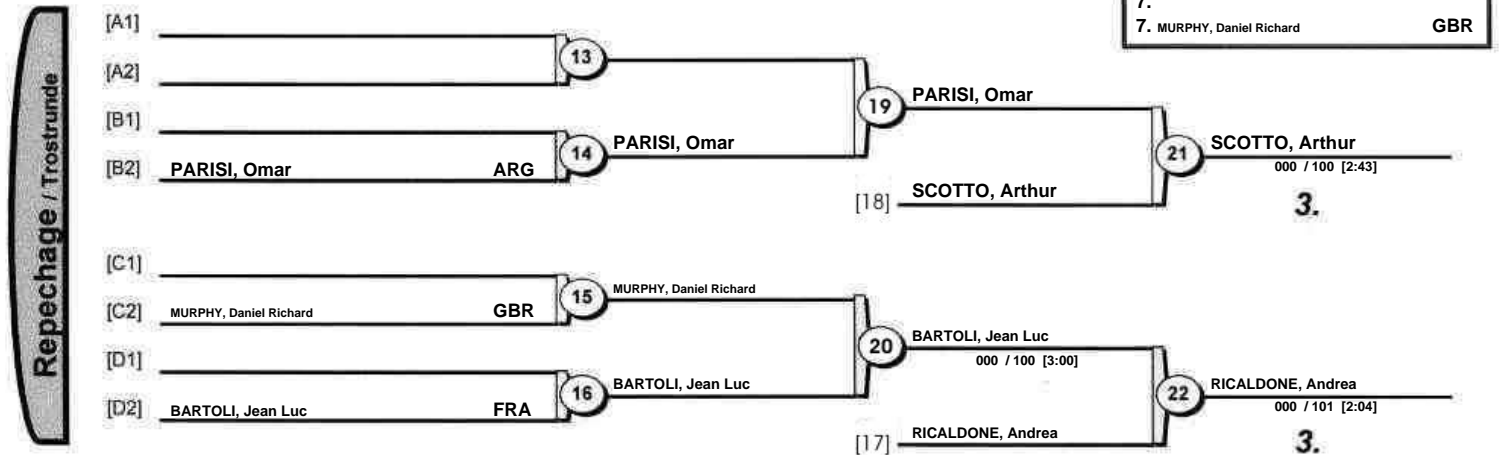 7.
7. MURPHY, Daniel Richard GBR
Repechage / Trostrunde
[A1]
13
[A2]
[B1]
19 PARISI, Omar
14 PARISI, Omar
[B2] PARISI, Omar ARG
21 SCOTTO, Arthur
000 / 100 [2:43]
[18] SCOTTO, Arthur
3.
[C1]
15 MURPHY, Daniel Richard
[C2] MURPHY, Daniel Richard GBR
[D1]
20 BARTOLI, Jean Luc
000 / 100 [3:00]
16 BARTOLI, Jean Luc
[D2] BARTOLI, Jean Luc FRA
22 RICALDONE, Andrea
000 / 101 [2:04]
[17] RICALDONE, Andrea
3.